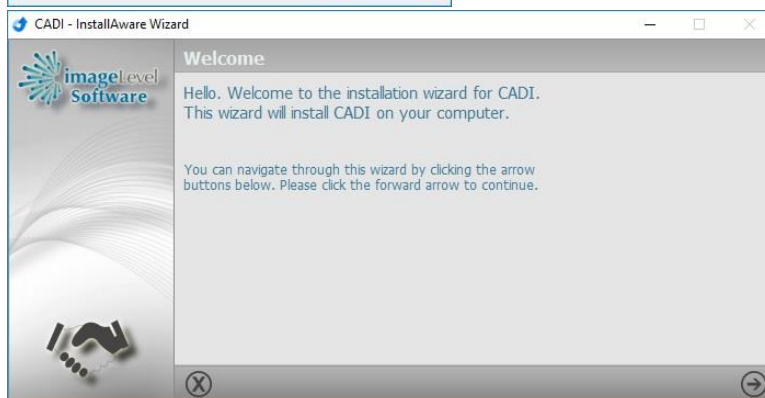 CADI - InstallAware Wizard
imageLevel
Software
Welcome
Hello. Welcome to the installation wizard for CADI.
This wizard will install CADI on your computer.
You can navigate through this wizard by clicking the arrow
buttons below. Please click the forward arrow to continue.